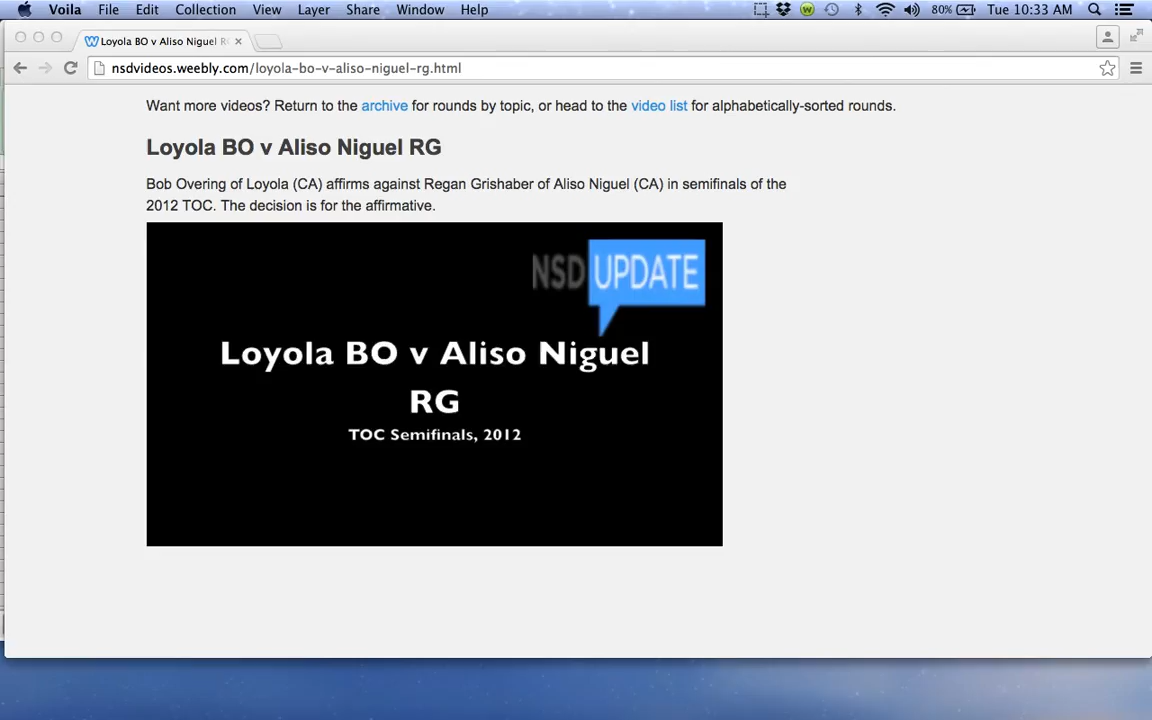 Voila File Edit Collection View Layer Share Window Help 80% Tue 10:33 AM
Loyola BO v Aliso Niguel
nsdvideos.weebly.com/loyola-bo-v-aliso-niguel-rg.html
Want more videos? Return to the archive for rounds by topic, or head to the video list for alphabetically-sorted rounds.
Loyola BO v Aliso Niguel RG
Bob Overing of Loyola (CA) affirms against Regan Grishaber of Aliso Niguel (CA) in semifinals of the
2012 TOC. The decision is for the affirmative.
NSD UPDATE
Loyola BO v Aliso Niguel
RG
TOC Semifinals, 2012